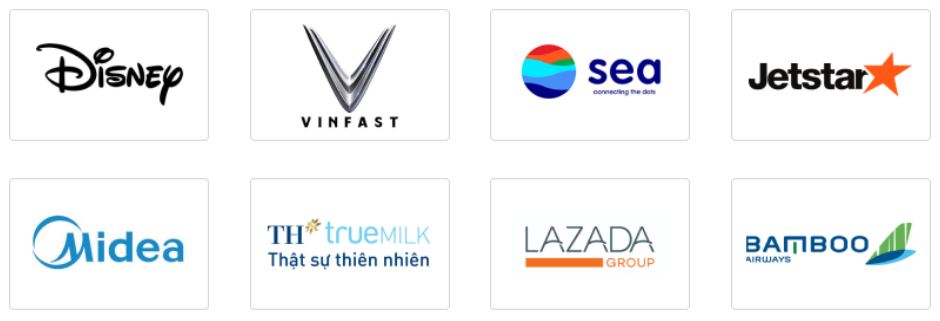 Disney
VINFAST
sea
connecting the dots
Jetstar
Midea
TH true MILK
Thật sự thiên nhiên
LAZADA
GROUP
BAMBOO
AIRWAYS